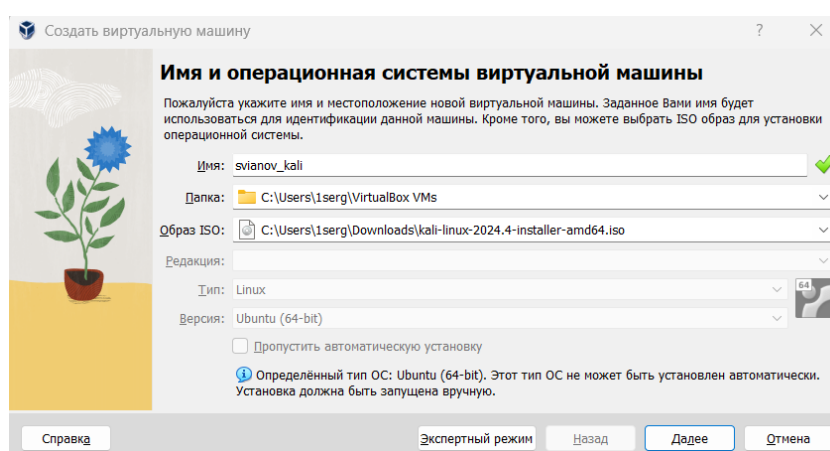 Создать виртуальную машину
?
Имя и операционная системы виртуальной машины
Пожалуйста укажите имя и местоположение новой виртуальной машины. Заданное Вами имя будет
использоваться для идентификации данной машины. Кроме того, вы можете выбрать ISO образ для установки
операционной системы.
Имя: svianov_kali
Папка: C:\Users\1serg\VirtualBox VMs
Образ ISO: C:\Users\1serg\Downloads\kali-linux-2024.4-installer-amd64.iso
Редакция:
Тип: Linux
64
Версия: Ubuntu (64-bit)
Пропустить автоматическую установку
Определённый тип ОС: Ubuntu (64-bit). Этот тип ОС не может быть установлен автоматически.
Установка должна быть запущена вручную.
Справка Экспертный режим Назад Далее Отмена